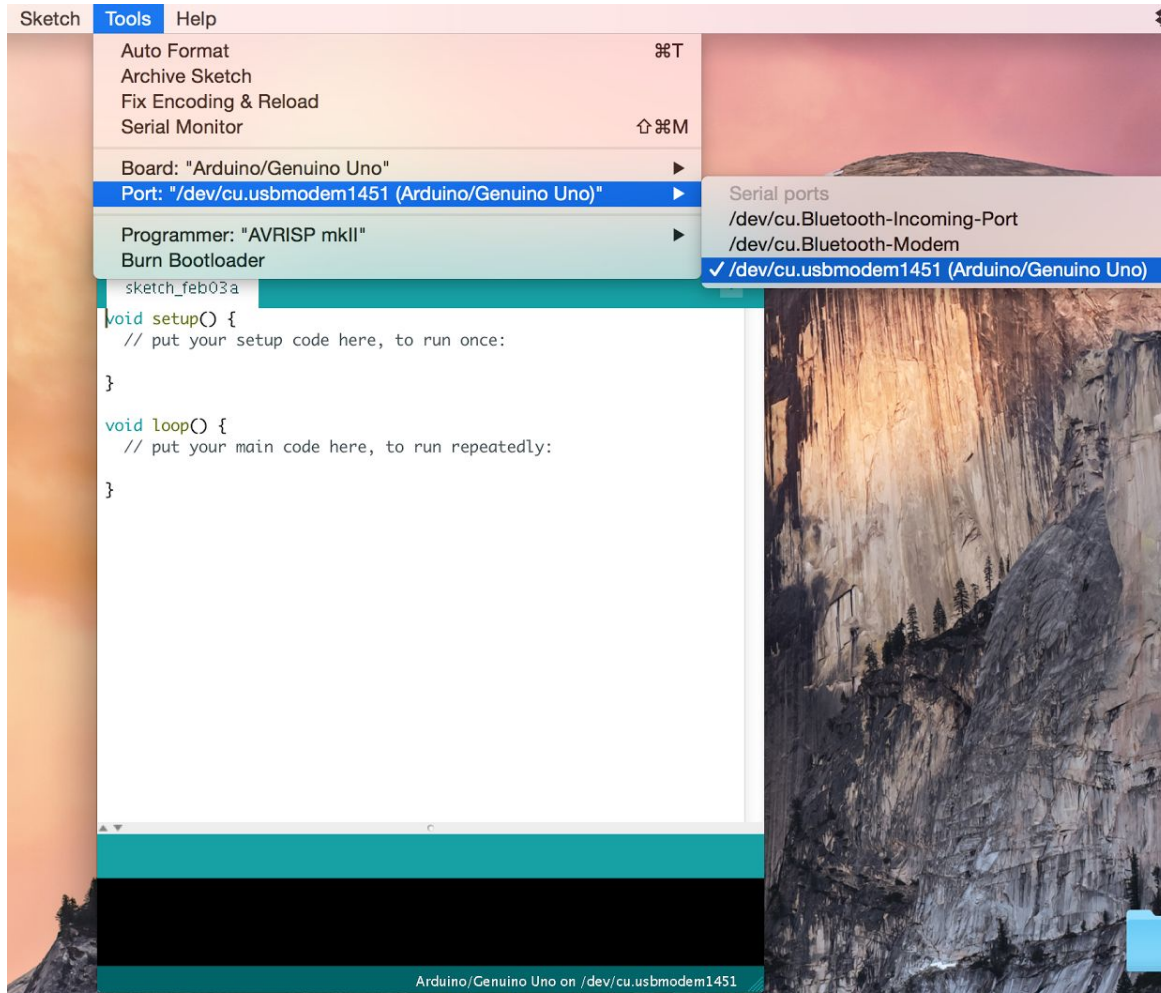 Sketch Tools Help
Auto Format ⌘T
Archive Sketch
Fix Encoding & Reload
Serial Monitor ⇧⌘M
Board: "Arduino/Genuino Uno" ▶
Port: "/dev/cu.usbmodem1451 (Arduino/Genuino Uno)" ▶
Programmer: "AVRISP mkII" ▶
Burn Bootloader
Serial ports
/dev/cu.Bluetooth-Incoming-Port
/dev/cu.Bluetooth-Modem
✓ /dev/cu.usbmodem1451 (Arduino/Genuino Uno)
sketch_feb03a
void setup() {
// put your setup code here, to run once:
}
void loop() {
// put your main code here, to run repeatedly:
}
Arduino/Genuino Uno on /dev/cu.usbmodem1451